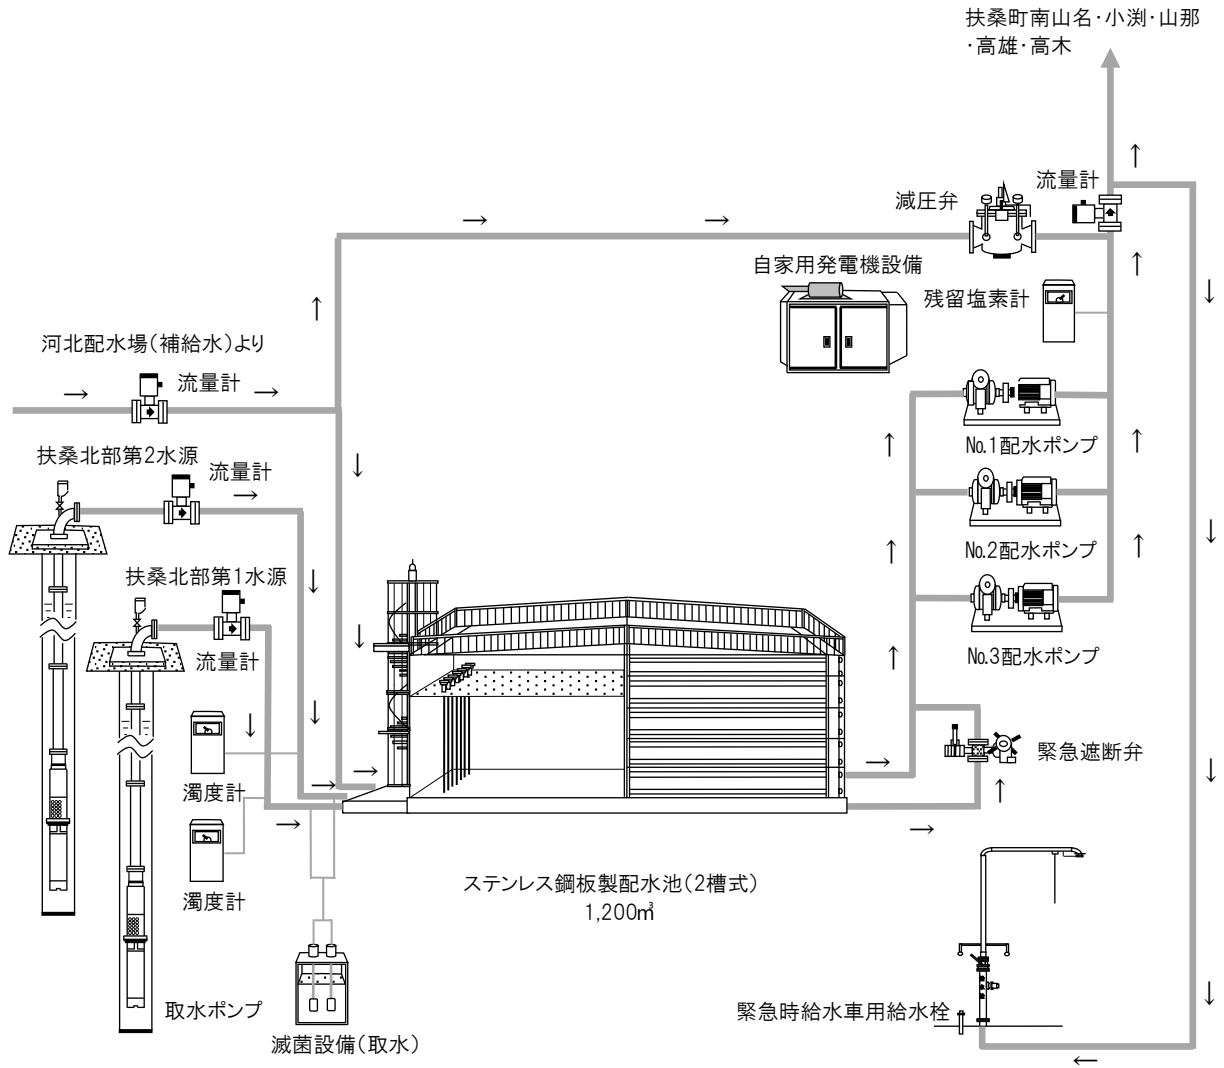 扶桑町南山名・小渕・山那
・高雄・高木
流量計
減圧弁
自家用発電機設備
残留塩素計
河北配水場(補給水)より
流量計
No.1配水ポンプ
扶桑北部第2水源
流量計
No.2配水ポンプ
扶桑北部第1水源
流量計
No.3配水ポンプ
緊急遮断弁
濁度計
濁度計
ステンレス鋼板製配水池(2槽式)
1,200㎥
取水ポンプ
緊急時給水車用給水栓
滅菌設備(取水)